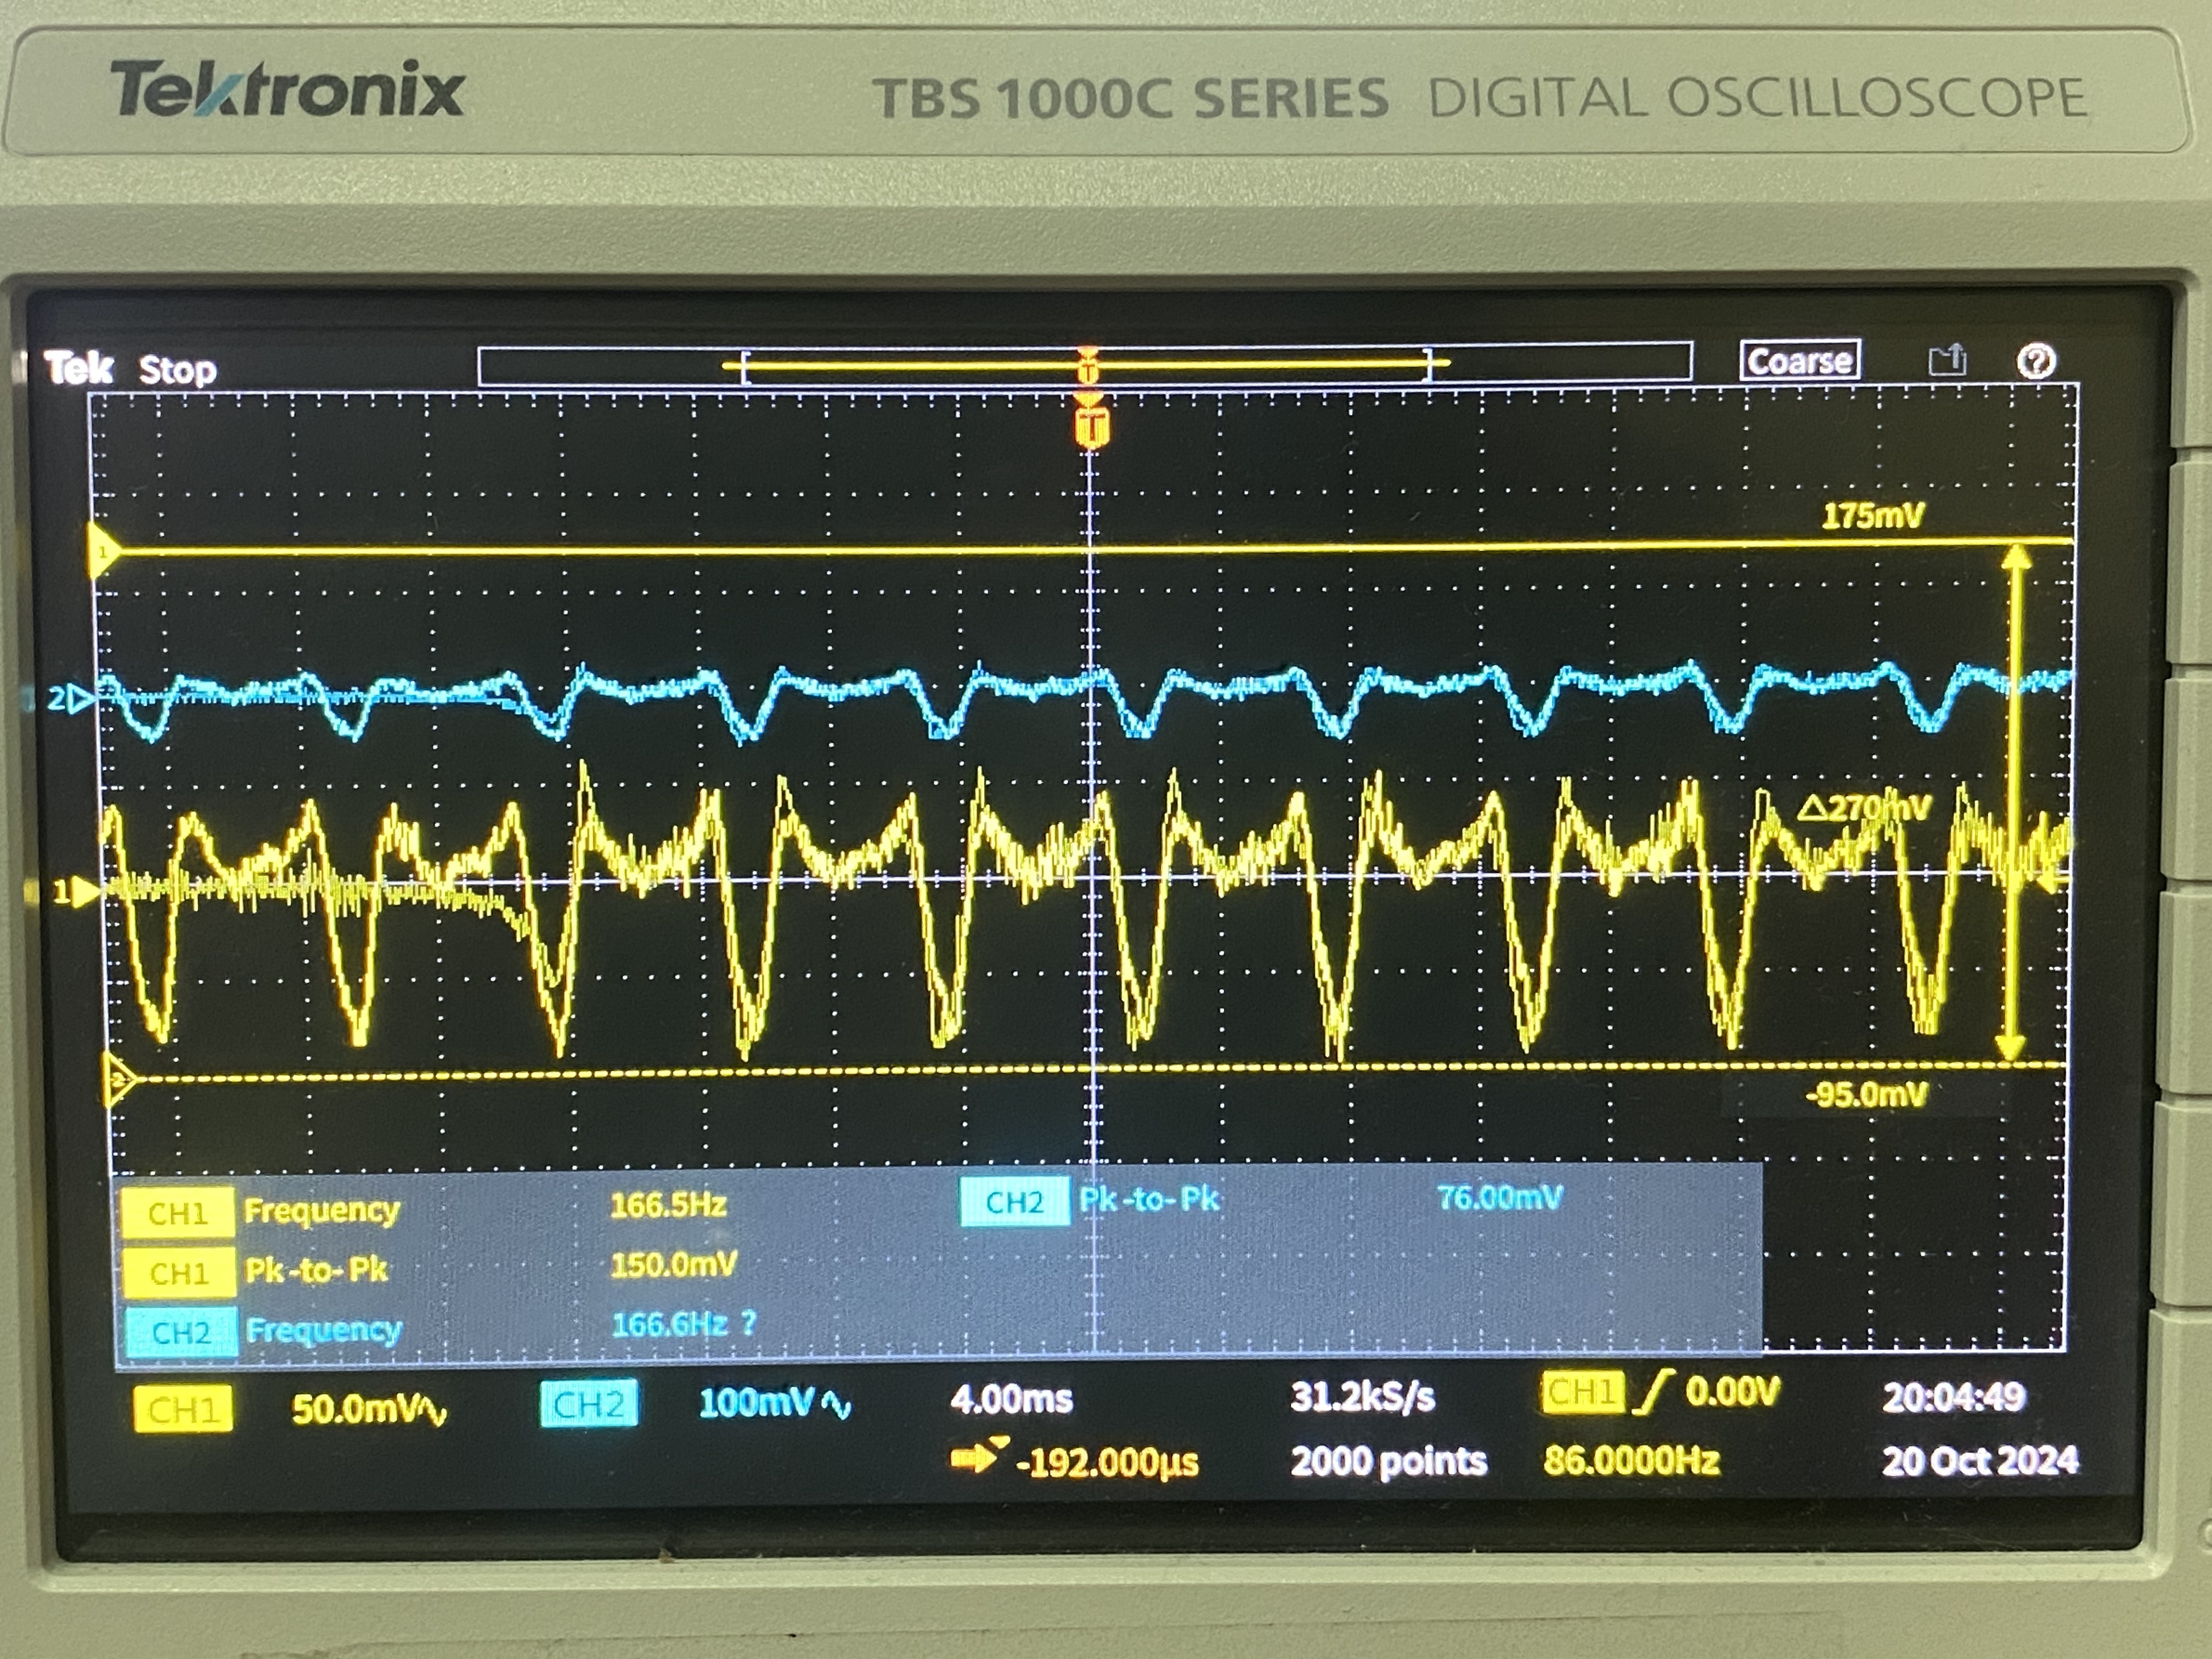 Tektronix
TBS 1000C SERIES DIGITAL OSCILLOSCOPE
Tek Stop
T
Coarse
?
T
175mV
1
2
△270mV
1
2
-95.0mV
CH1 Frequency 166.5Hz CH2 Pk-to-Pk 76.00mV
CH1 Pk-to-Pk 150.0mV
CH2 Frequency 166.6Hz ?
CH1 50.0mV CH2 100mV 4.00ms 31.2kS/s CH1 0.00V 20:04:49
-192.000µs 2000 points 86.0000Hz 20 Oct 2024